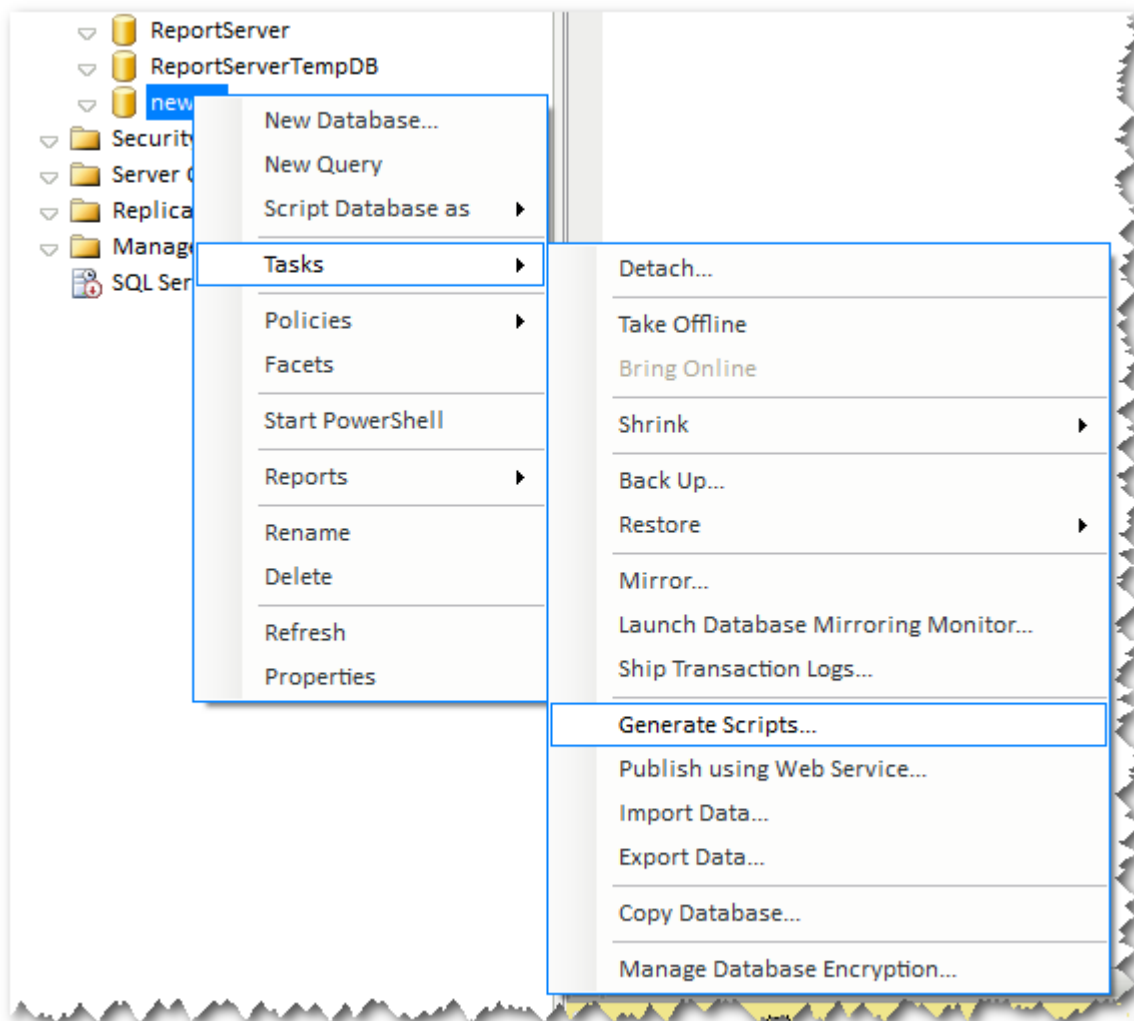 ReportServer
ReportServerTempDB
new
Security
Server
Replica
Manage
SQL Ser
New Database...
New Query
Script Database as
Tasks
Policies
Facets
Start PowerShell
Reports
Rename
Delete
Refresh
Properties
Detach...
Take Offline
Bring Online
Shrink
Back Up...
Restore
Mirror...
Launch Database Mirroring Monitor...
Ship Transaction Logs...
Generate Scripts...
Publish using Web Service...
Import Data...
Export Data...
Copy Database...
Manage Database Encryption...